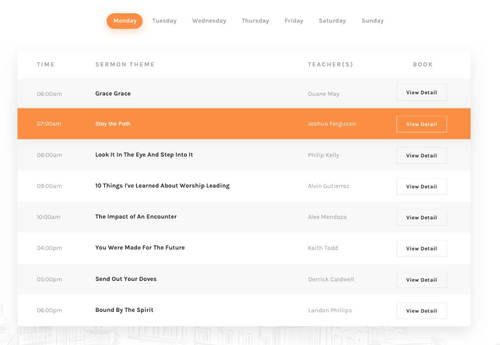 Monday Tuesday Wednesday Thursday Friday Saturday Sunday
TIME SERMON THEME TEACHER(S) BOOK
06:00am Grace Grace Duane May View Detail
07:00am Stay the Path Joshua Ferguson View Detail
08:00am Look It In The Eye And Step Into It Philip Kelly View Detail
09:00am 10 Things I've Learned About Worship Leading Alvin Gutierrez View Detail
10:00am The Impact of An Encounter Alex Mendoza View Detail
04:00pm You Were Made For The Future Keith Todd View Detail
05:00pm Send Out Your Doves Derrick Caldwell View Detail
06:00pm Bound By The Spirit Landon Phillips View Detail